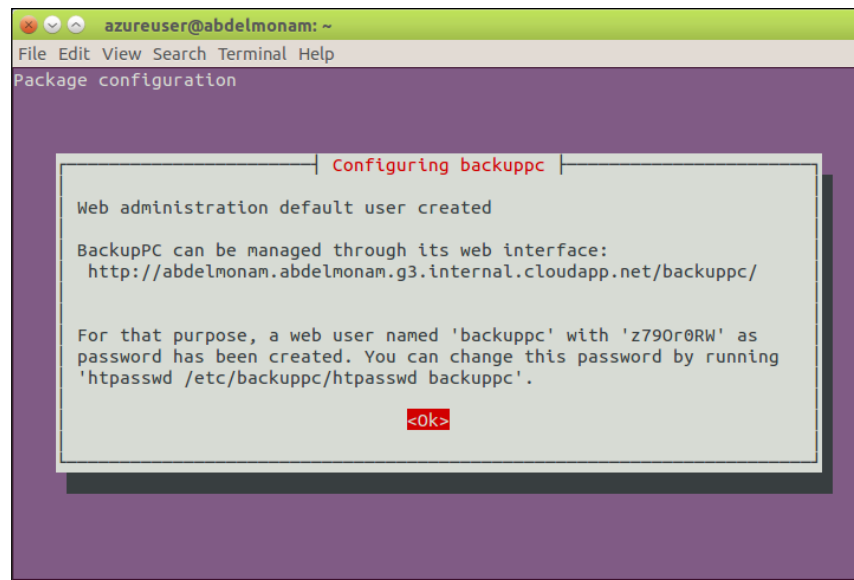 azureuser@abdelmonam: ~
File Edit View Search Terminal Help
Package configuration
Configuring backuppc
Web administration default user created
BackupPC can be managed through its web interface:
http://abdelmonam.abdelmonam.g3.internal.cloudapp.net/backuppc/
For that purpose, a web user named 'backuppc' with 'z79Or0RW' as
password has been created. You can change this password by running
'htpasswd /etc/backuppc/htpasswd backuppc'.
<Ok>